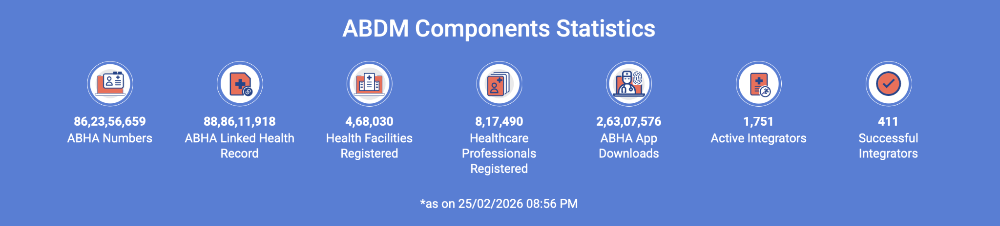 ABDM Components Statistics
86,23,56,659
ABHA Numbers
88,86,11,918
ABHA Linked Health
Record
4,68,030
Health Facilities
Registered
8,17,490
Healthcare
Professionals
Registered
2,63,07,576
ABHA App
Downloads
1,751
Active Integrators
411
Successful
Integrators
*as on 25/02/2026 08:56 PM